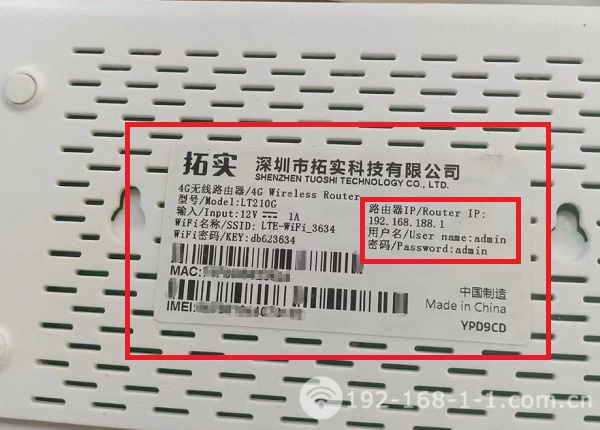 拓实 深圳市拓实科技有限公司
SHENZHEN TUOSHI TECHNOLOGY CO., LTD.
4G无线路由器/4G Wireless Router
型号/Model:LT210G
输入/Input:12V 1A
WiFi名称/SSID: LTE-WiFi_3634
WiFi密码/KEY: db623634
MAC:
IMEI:
路由器IP/Router IP:
192.168.188.1
用户名/User name:admin
密码/Password:admin
中国制造
Made in China
YPD9CD
192-168-1-1.com.cn